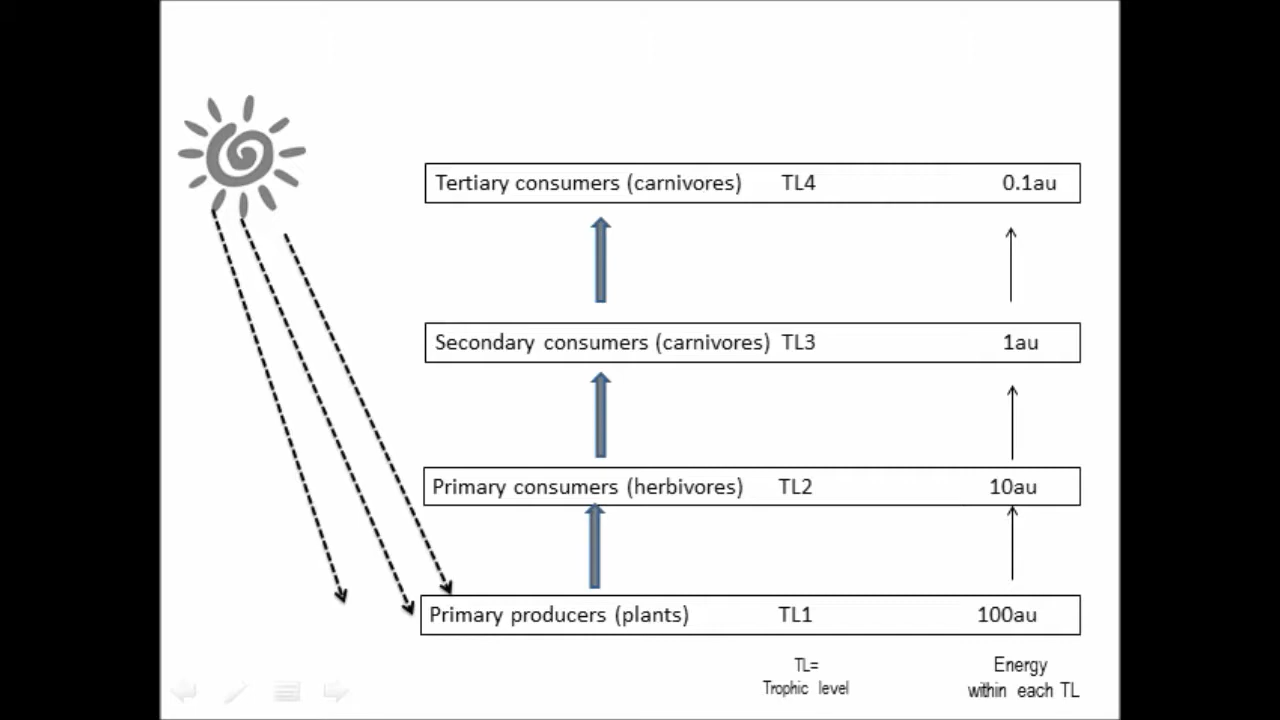 Tertiary consumers (carnivores) TL4 0.1au
Secondary consumers (carnivores) TL3 1au
Primary consumers (herbivores) TL2 10au
Primary producers (plants) TL1 100au
TL= Energy
Trophic level within each TL